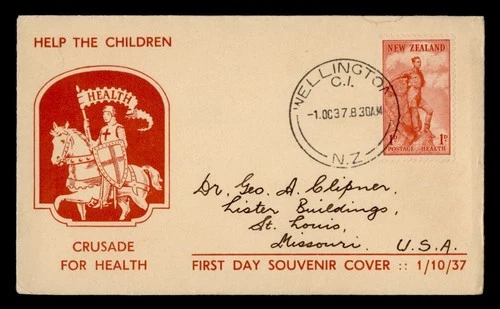 HELP THE CHILDREN
HEALTH
CRUSADE
FOR HEALTH
WELLINGTON
C.1.
-1.OC37.8.30AM
N.Z.
NEW ZEALAND
1D 1D
POSTAGE HEALTH
Dr. Geo. A. Clipner,
Lister Buildings,
St. Louis,
Missouri. U.S.A.
FIRST DAY SOUVENIR COVER :: 1/10/37